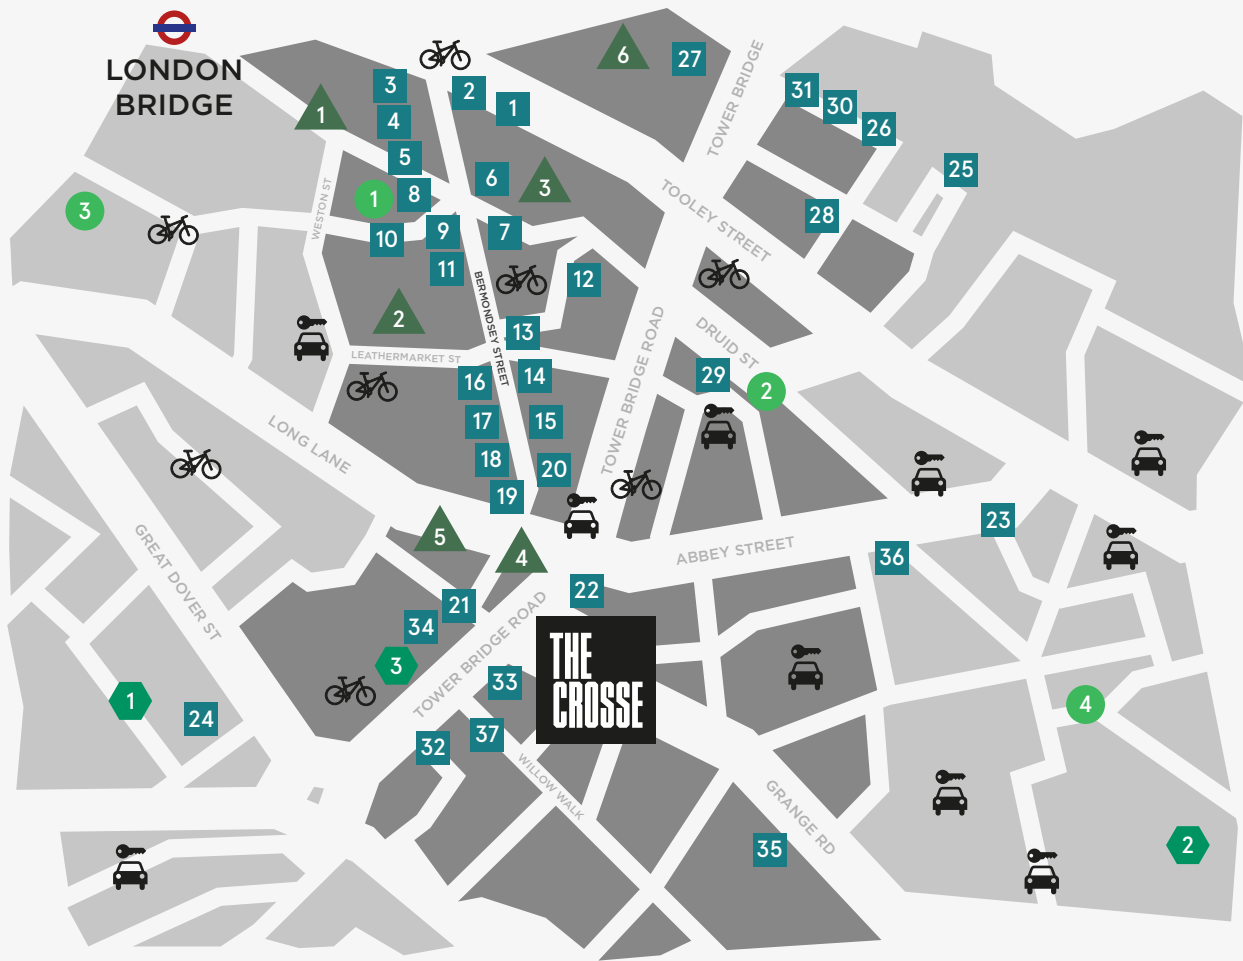 LONDON
BRIDGE
6
27
TOWER BRIDGE
3
2
1
31
30
26
1
4
5
6
3
25
3
1
8
WESTON ST
TOOLEY STREET
28
10
9
7
11
12
BERMONDSEY STREET
2
13
LEATHERMARKET ST
DRUID ST
TOWER BRIDGE ROAD
16
14
29
2
17
15
LONG LANE
18
20
19
5
4
ABBEY STREET
23
36
GREAT DOVER ST
22
21
34
TOWER BRIDGE ROAD
3
THE
CROSSE
33
1
24
4
32
37
WILLOW WALK
GRANGE RD
35
2